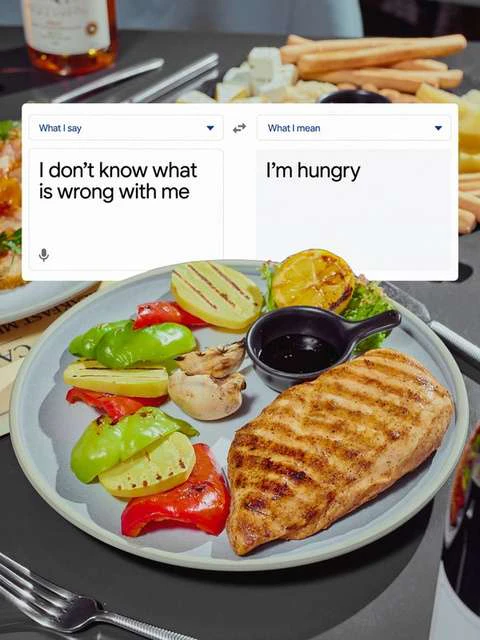 What I say
What I mean
I don’t know what
is wrong with me
I’m hungry